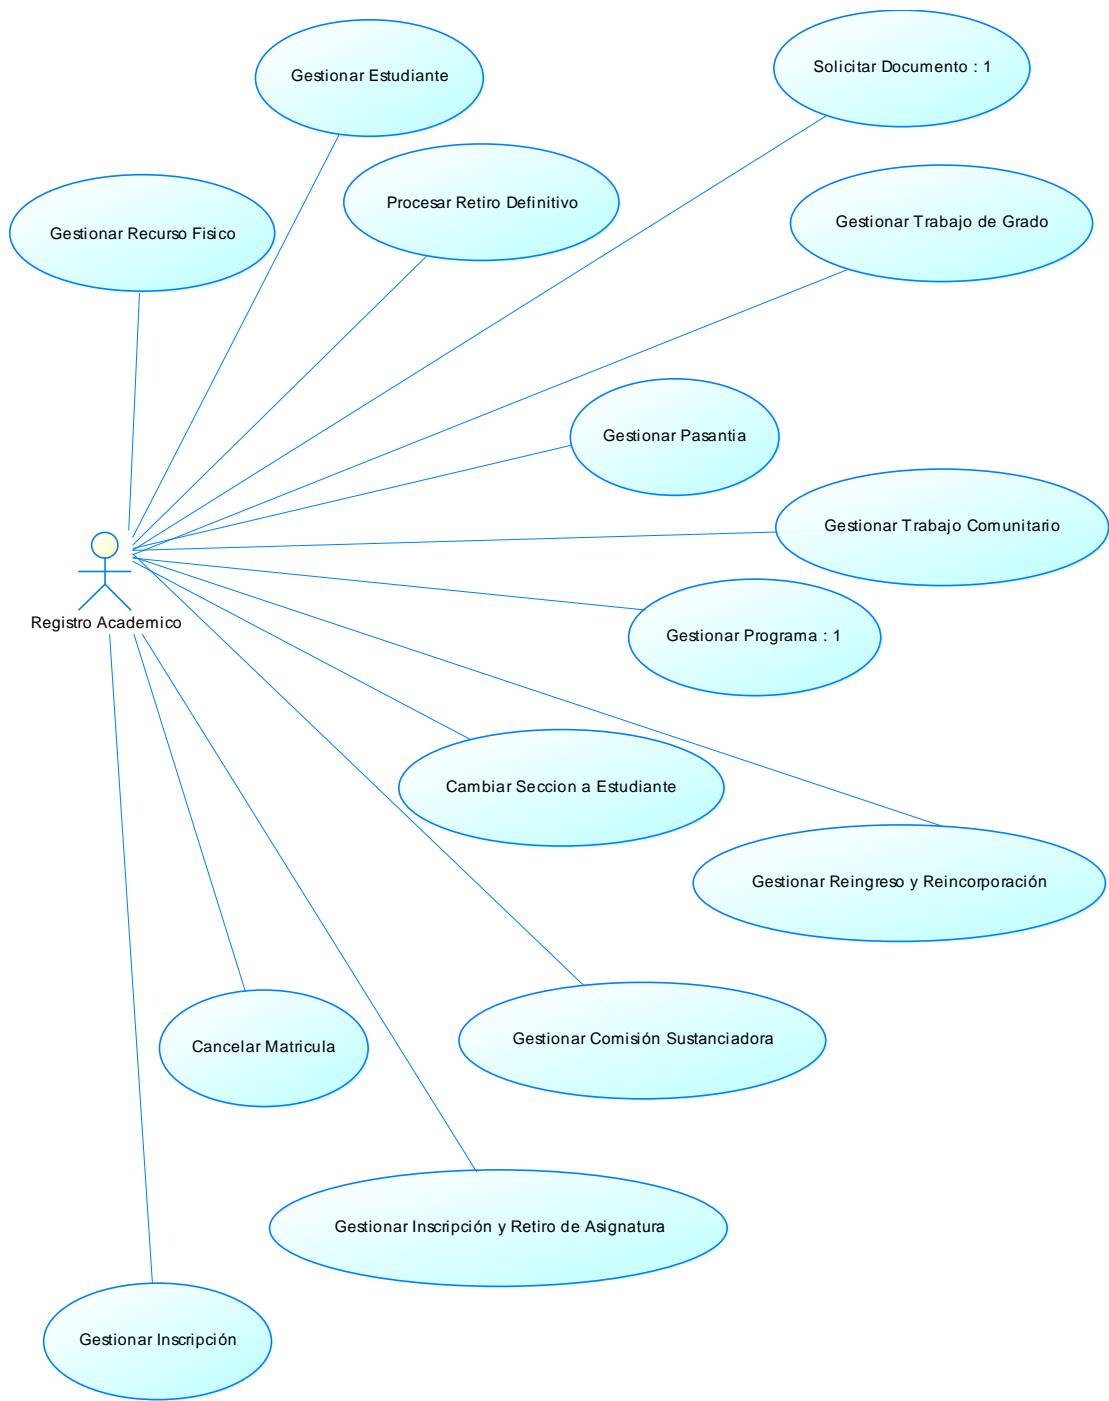 Solicitar Documento : 1
Gestionar Estudiante
Procesar Retiro Definitivo
Gestionar Trabajo de Grado
Gestionar Recurso Fisico
Gestionar Pasantia
Gestionar Trabajo Comunitario
Registro Academico
Gestionar Programa : 1
Cambiar Seccion a Estudiante
Gestionar Reingreso y Reincorporación
Gestionar Comisión Sustanciadora
Cancelar Matricula
Gestionar Inscripción y Retiro de Asignatura
Gestionar Inscripción